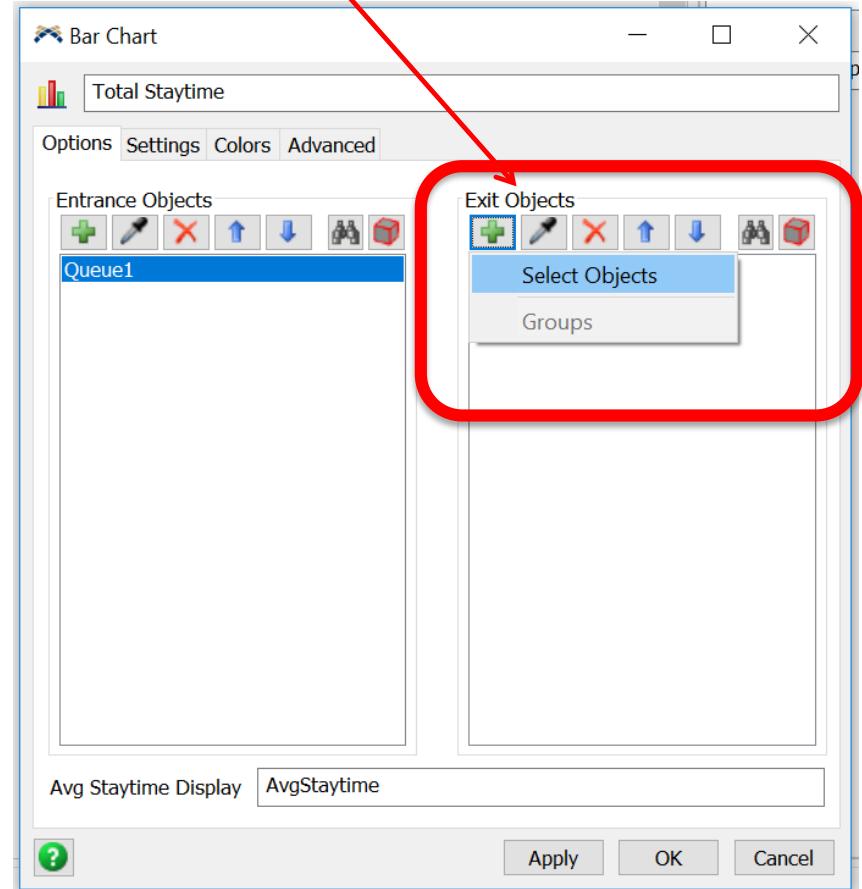 Bar Chart
Total Staytime
Options Settings Colors Advanced
Entrance Objects
Exit Objects
Queue1
Select Objects
Groups
Avg Staytime Display AvgStaytime
? Apply OK Cancel